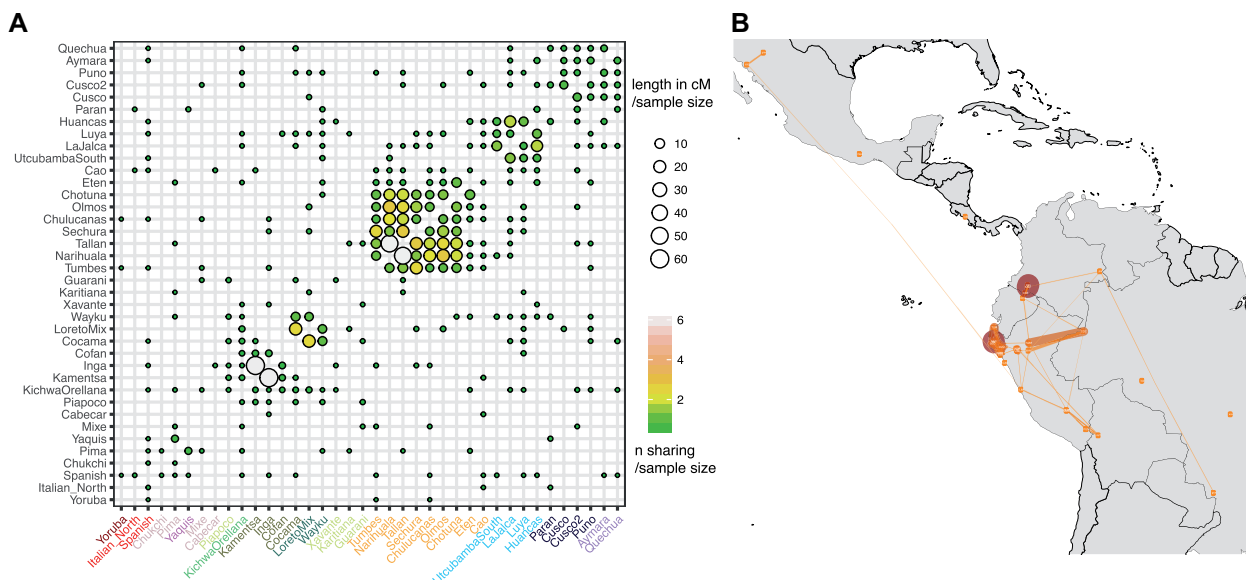 A
B
Quechua
Aymara
Puno
Cusco2
Cusco
Paran
Huancas
Luya
LaJalca
UtcubambaSouth
Cao
Eten
Chotuna
Olmos
Chulucanas
Sechura
Tallan
Narihuala
Tumbes
Guarani
Karitiana
Xavante
Wayku
LoretoMix
Cocama
Cofan
Inga
Kamentsa
KichwaOrellana
Piapoco
Cabecar
Mixe
Yaquis
Pima
Chukchi
Spanish
Italian_North
Yoruba
Yoruba
Italian_North
Spanish
Chukchi
Pima
Yaquis
Mixe
Cabecar
Piapoco
KichwaOrellana
Kamentsa
Inga
Cofan
Cocama
LoretoMix
Wayku
Xavante
Karitiana
Guarani
Tumbes
Narihuala
Tallan
Sechura
Chulucanas
Olmos
Chotuna
Eten
Cao
UtcubambaSouth
LaJalca
Luya
Huancas
Paran
Cusco
Cusco2
Puno
Aymara
Quechua
length in cM
/sample size
10
20
30
40
50
60
6
4
2
n sharing
/sample size